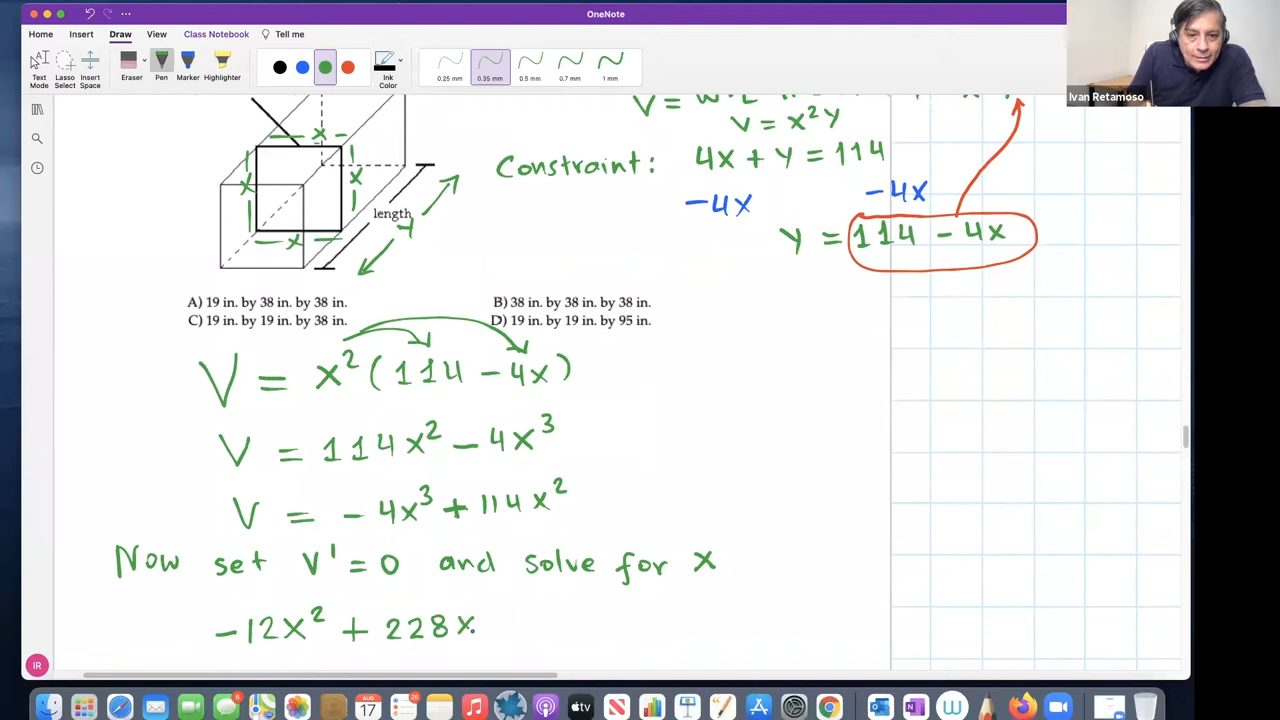 OneNote
Home Insert Draw View Class Notebook Tell me
Text Mode
Lasso Select
Insert Space
Eraser
Pen
Marker
Highlighter
0.25 mm 0.35 mm 0.5 mm 0.7 mm 1 mm
Ink Color
Ivan Retamoso
V = x²y
Constraint: 4x + y = 114
-4x -4x
y = 114 - 4x
x
x x
x
length
y
A) 19 in. by 38 in. by 38 in. B) 38 in. by 38 in. by 38 in.
C) 19 in. by 19 in. by 38 in. D) 19 in. by 19 in. by 95 in.
V = x²(114 - 4x)
V = 114x² - 4x³
V = -4x³ + 114x²
Now set V' = 0 and solve for x
-12x² + 228x
IR
AUG 17
tv